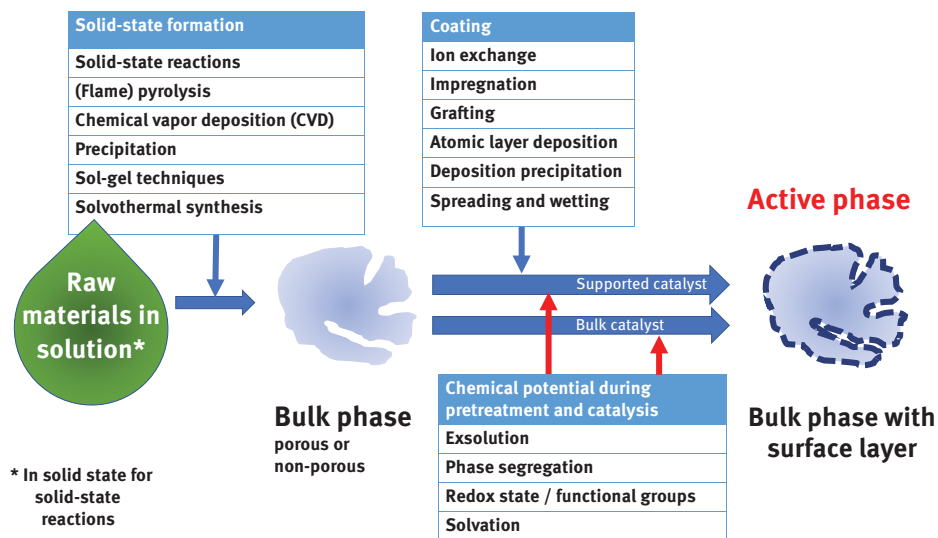 Solid-state formation
Solid-state reactions
(Flame) pyrolysis
Chemical vapor deposition (CVD)
Precipitation
Sol-gel techniques
Solvothermal synthesis
Coating
Ion exchange
Impregnation
Grafting
Atomic layer deposition
Deposition precipitation
Spreading and wetting
Raw
materials in
solution*
Supported catalyst
Bulk catalyst
Active phase
Bulk phase
porous or
non-porous
Chemical potential during
pretreatment and catalysis
Exsolution
Phase segregation
Redox state / functional groups
Solvation
Bulk phase with
surface layer
* In solid state for
solid-state
reactions